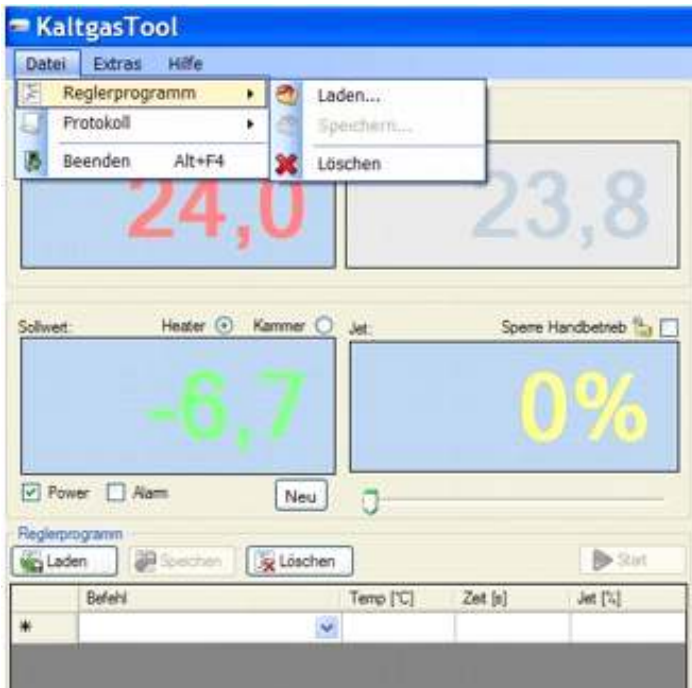 KaltgasTool
Datei Extras Hilfe
Reglerprogramm
Protokoll
Beenden Alt+F4
Laden...
Speichern...
Löschen
24,0
23,8
Sollwert: Heater Kammer
Jet: Sperre Handbetrieb
-6,7
0%
Power Alarm Neu
Reglerprogramm
Laden Speichen Löschen Start
Befehl Temp [°C] Zeit [s] Jet [%]
*